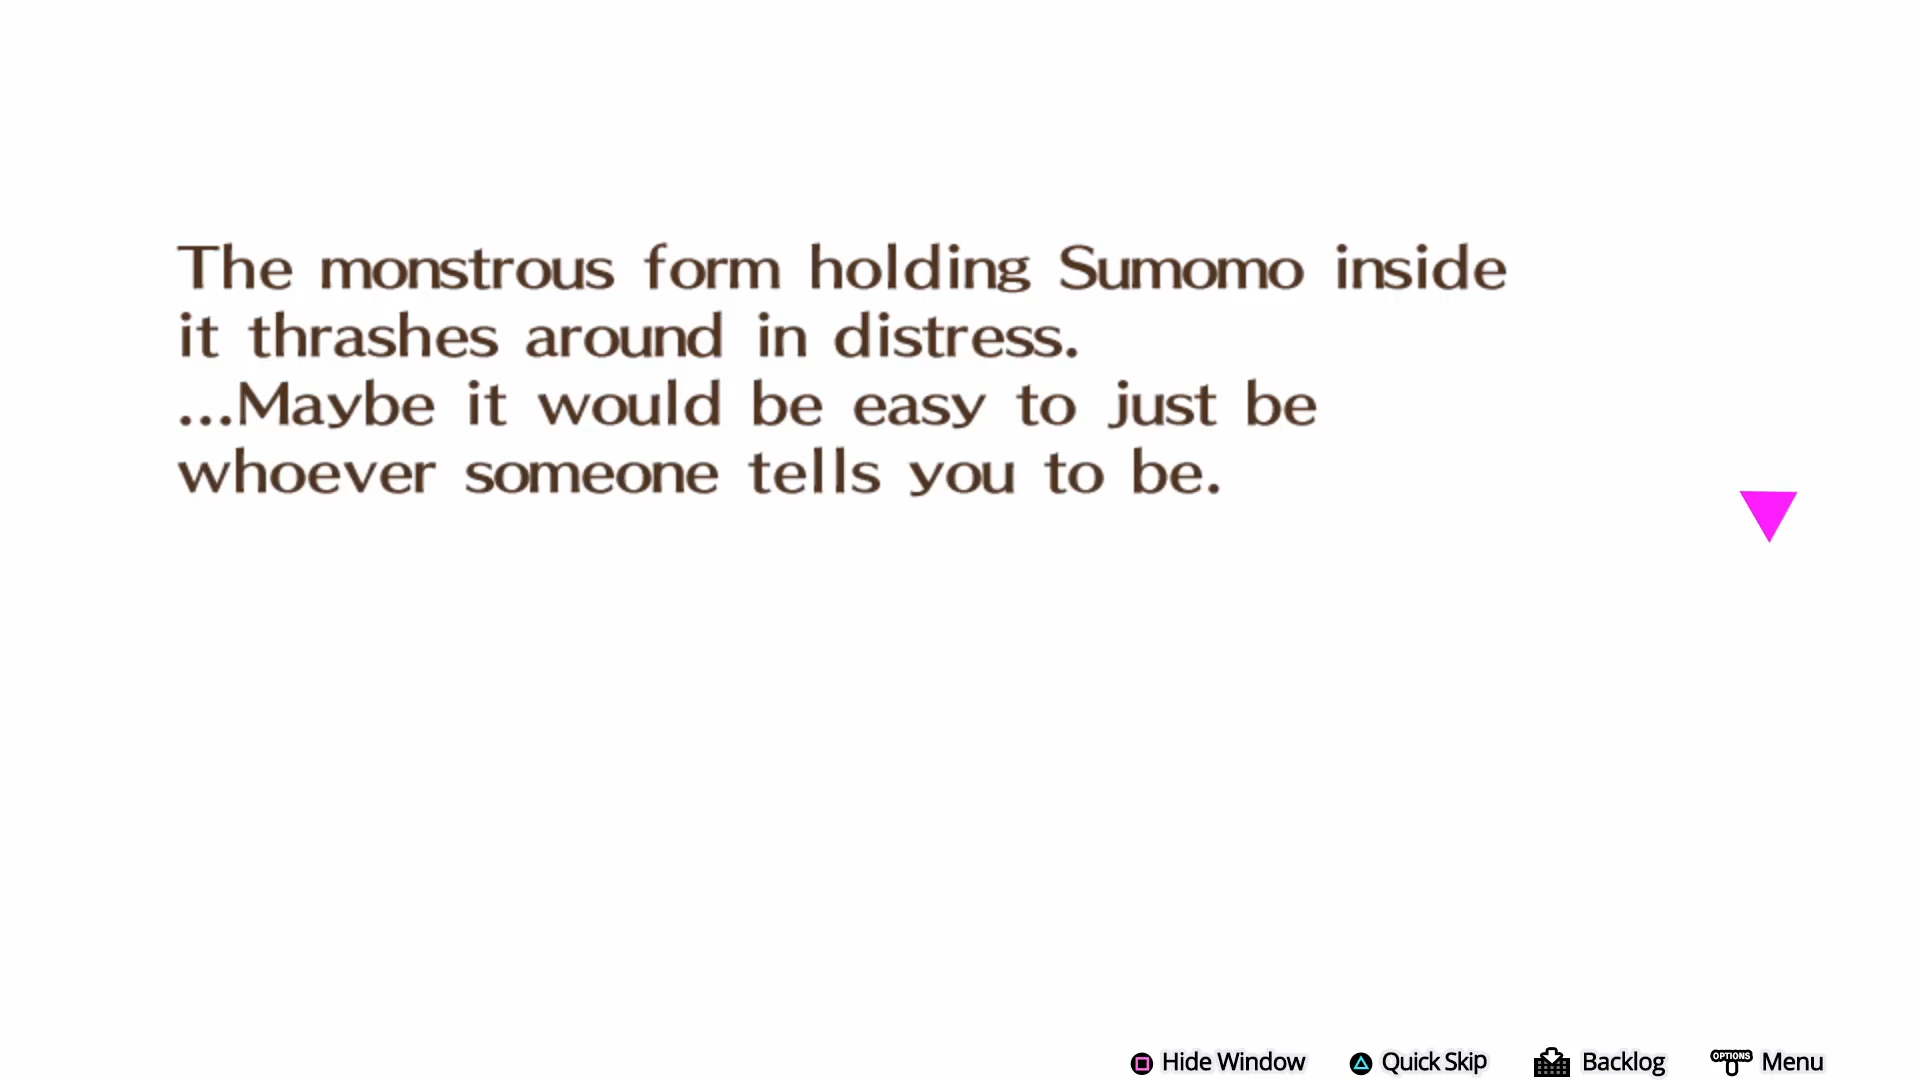 The monstrous form holding Sumomo inside
it thrashes around in distress.
...Maybe it would be easy to just be
whoever someone tells you to be.
Hide Window Quick Skip Backlog OPTIONS Menu